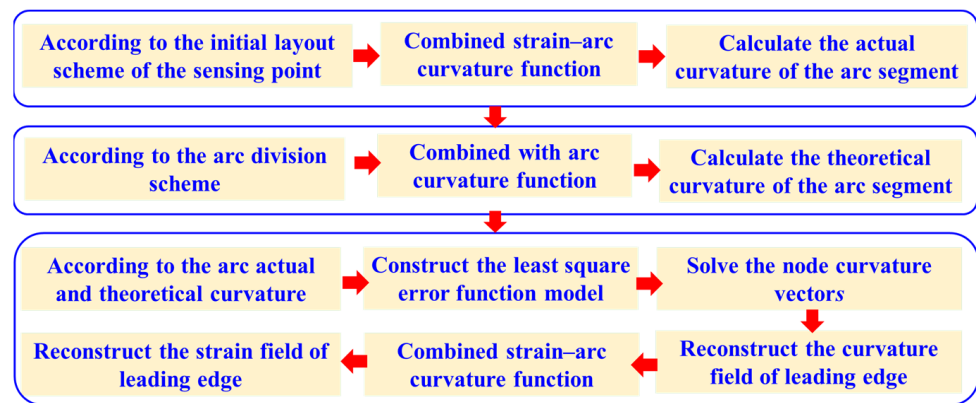 According to the initial layout
scheme of the sensing point
Combined strain–arc
curvature function
Calculate the actual
curvature of the arc segment
According to the arc division
scheme
Combined with arc
curvature function
Calculate the theoretical
curvature of the arc segment
According to the arc actual
and theoretical curvature
Construct the least square
error function model
Solve the node curvature
vectors
Reconstruct the curvature
field of leading edge
Combined strain–arc
curvature function
Reconstruct the strain field of
leading edge